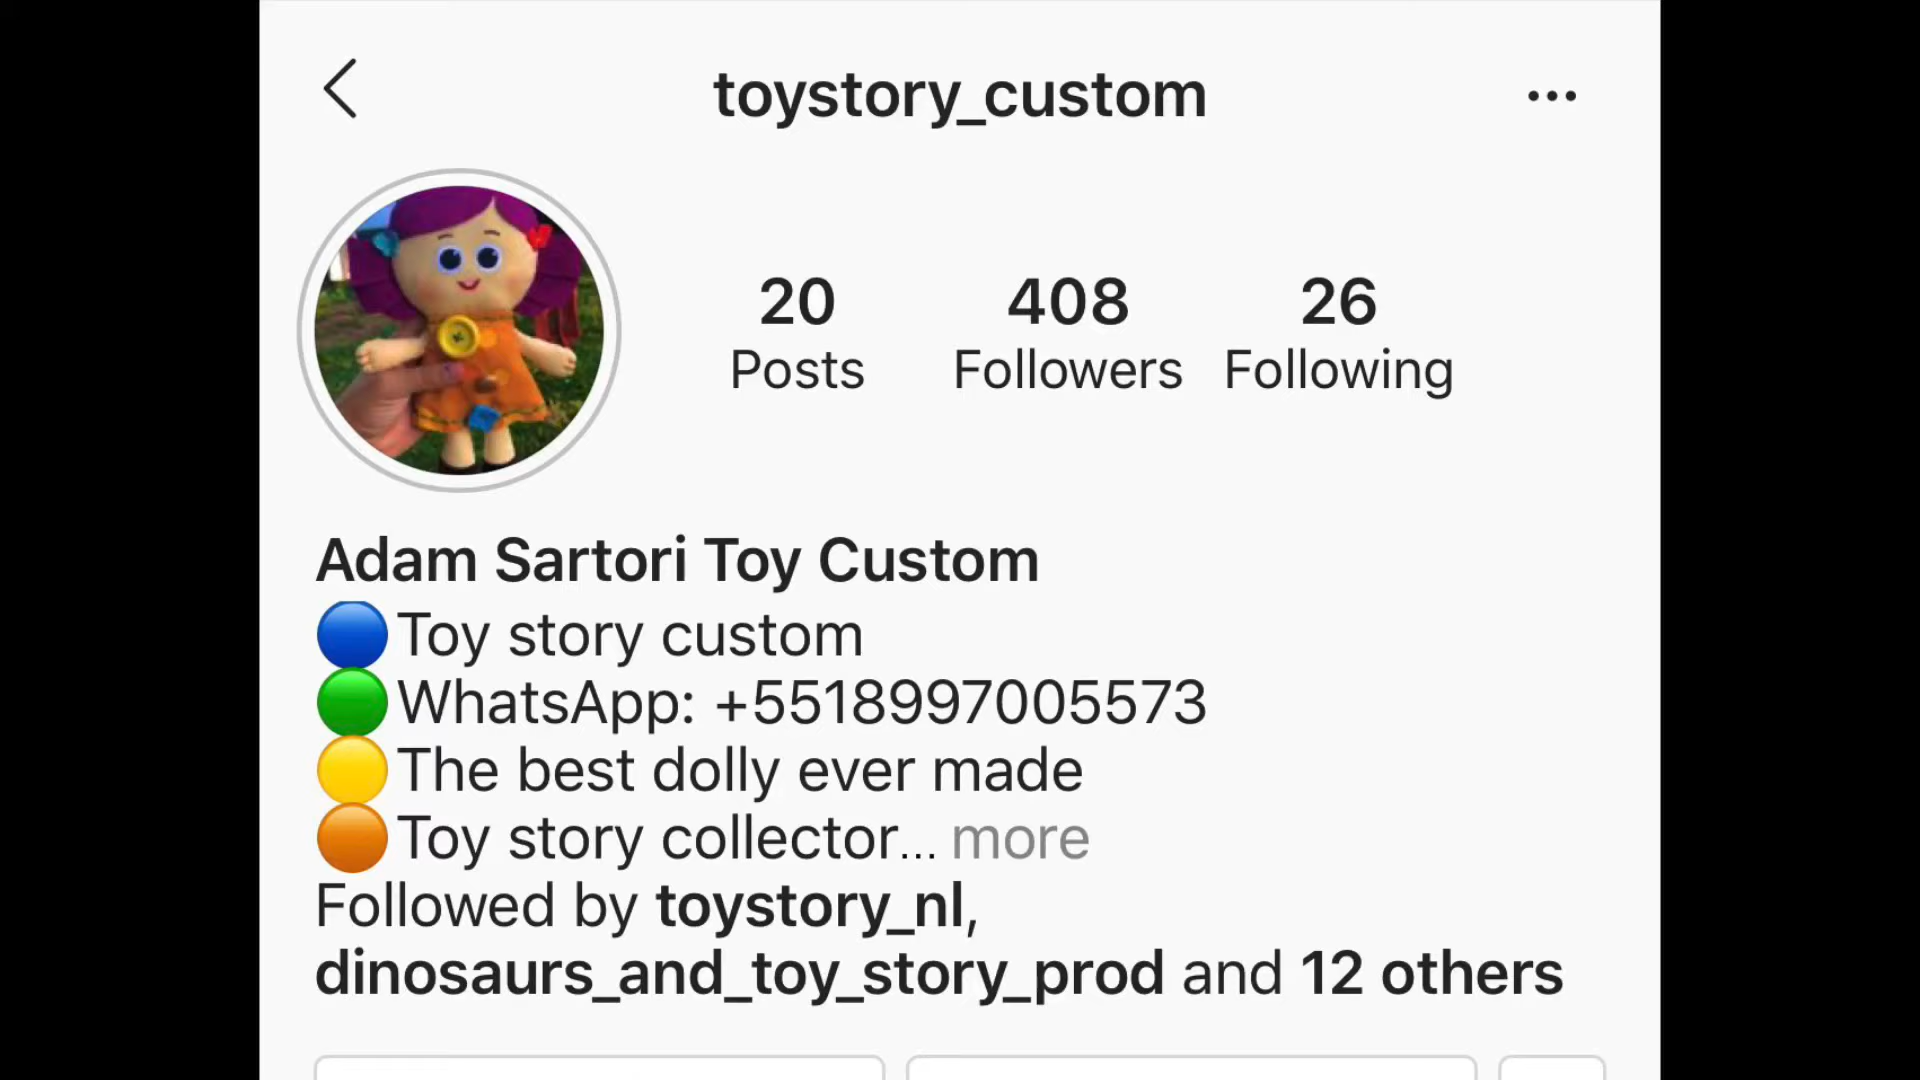 toystory_custom
20 408 26
Posts Followers Following
Adam Sartori Toy Custom
🔵Toy story custom
🟢WhatsApp: +5518997005573
🟡The best dolly ever made
🟠Toy story collector... more
Followed by toystory_nl,
dinosaurs_and_toy_story_prod and 12 others